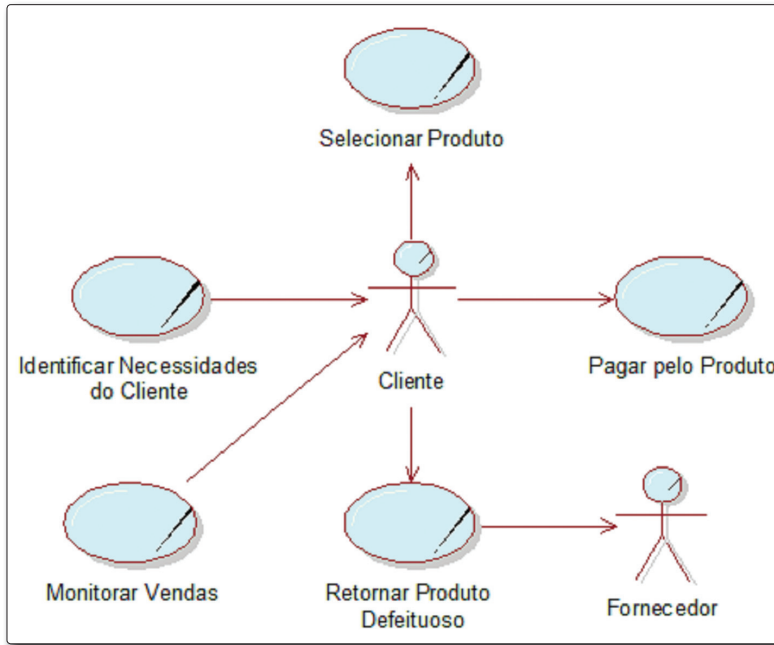 Selecionar Produto
Identificar Necessidades
do Cliente
Cliente
Pagar pelo Produto
Monitorar Vendas
Retornar Produto
Defeituoso
Fornecedor